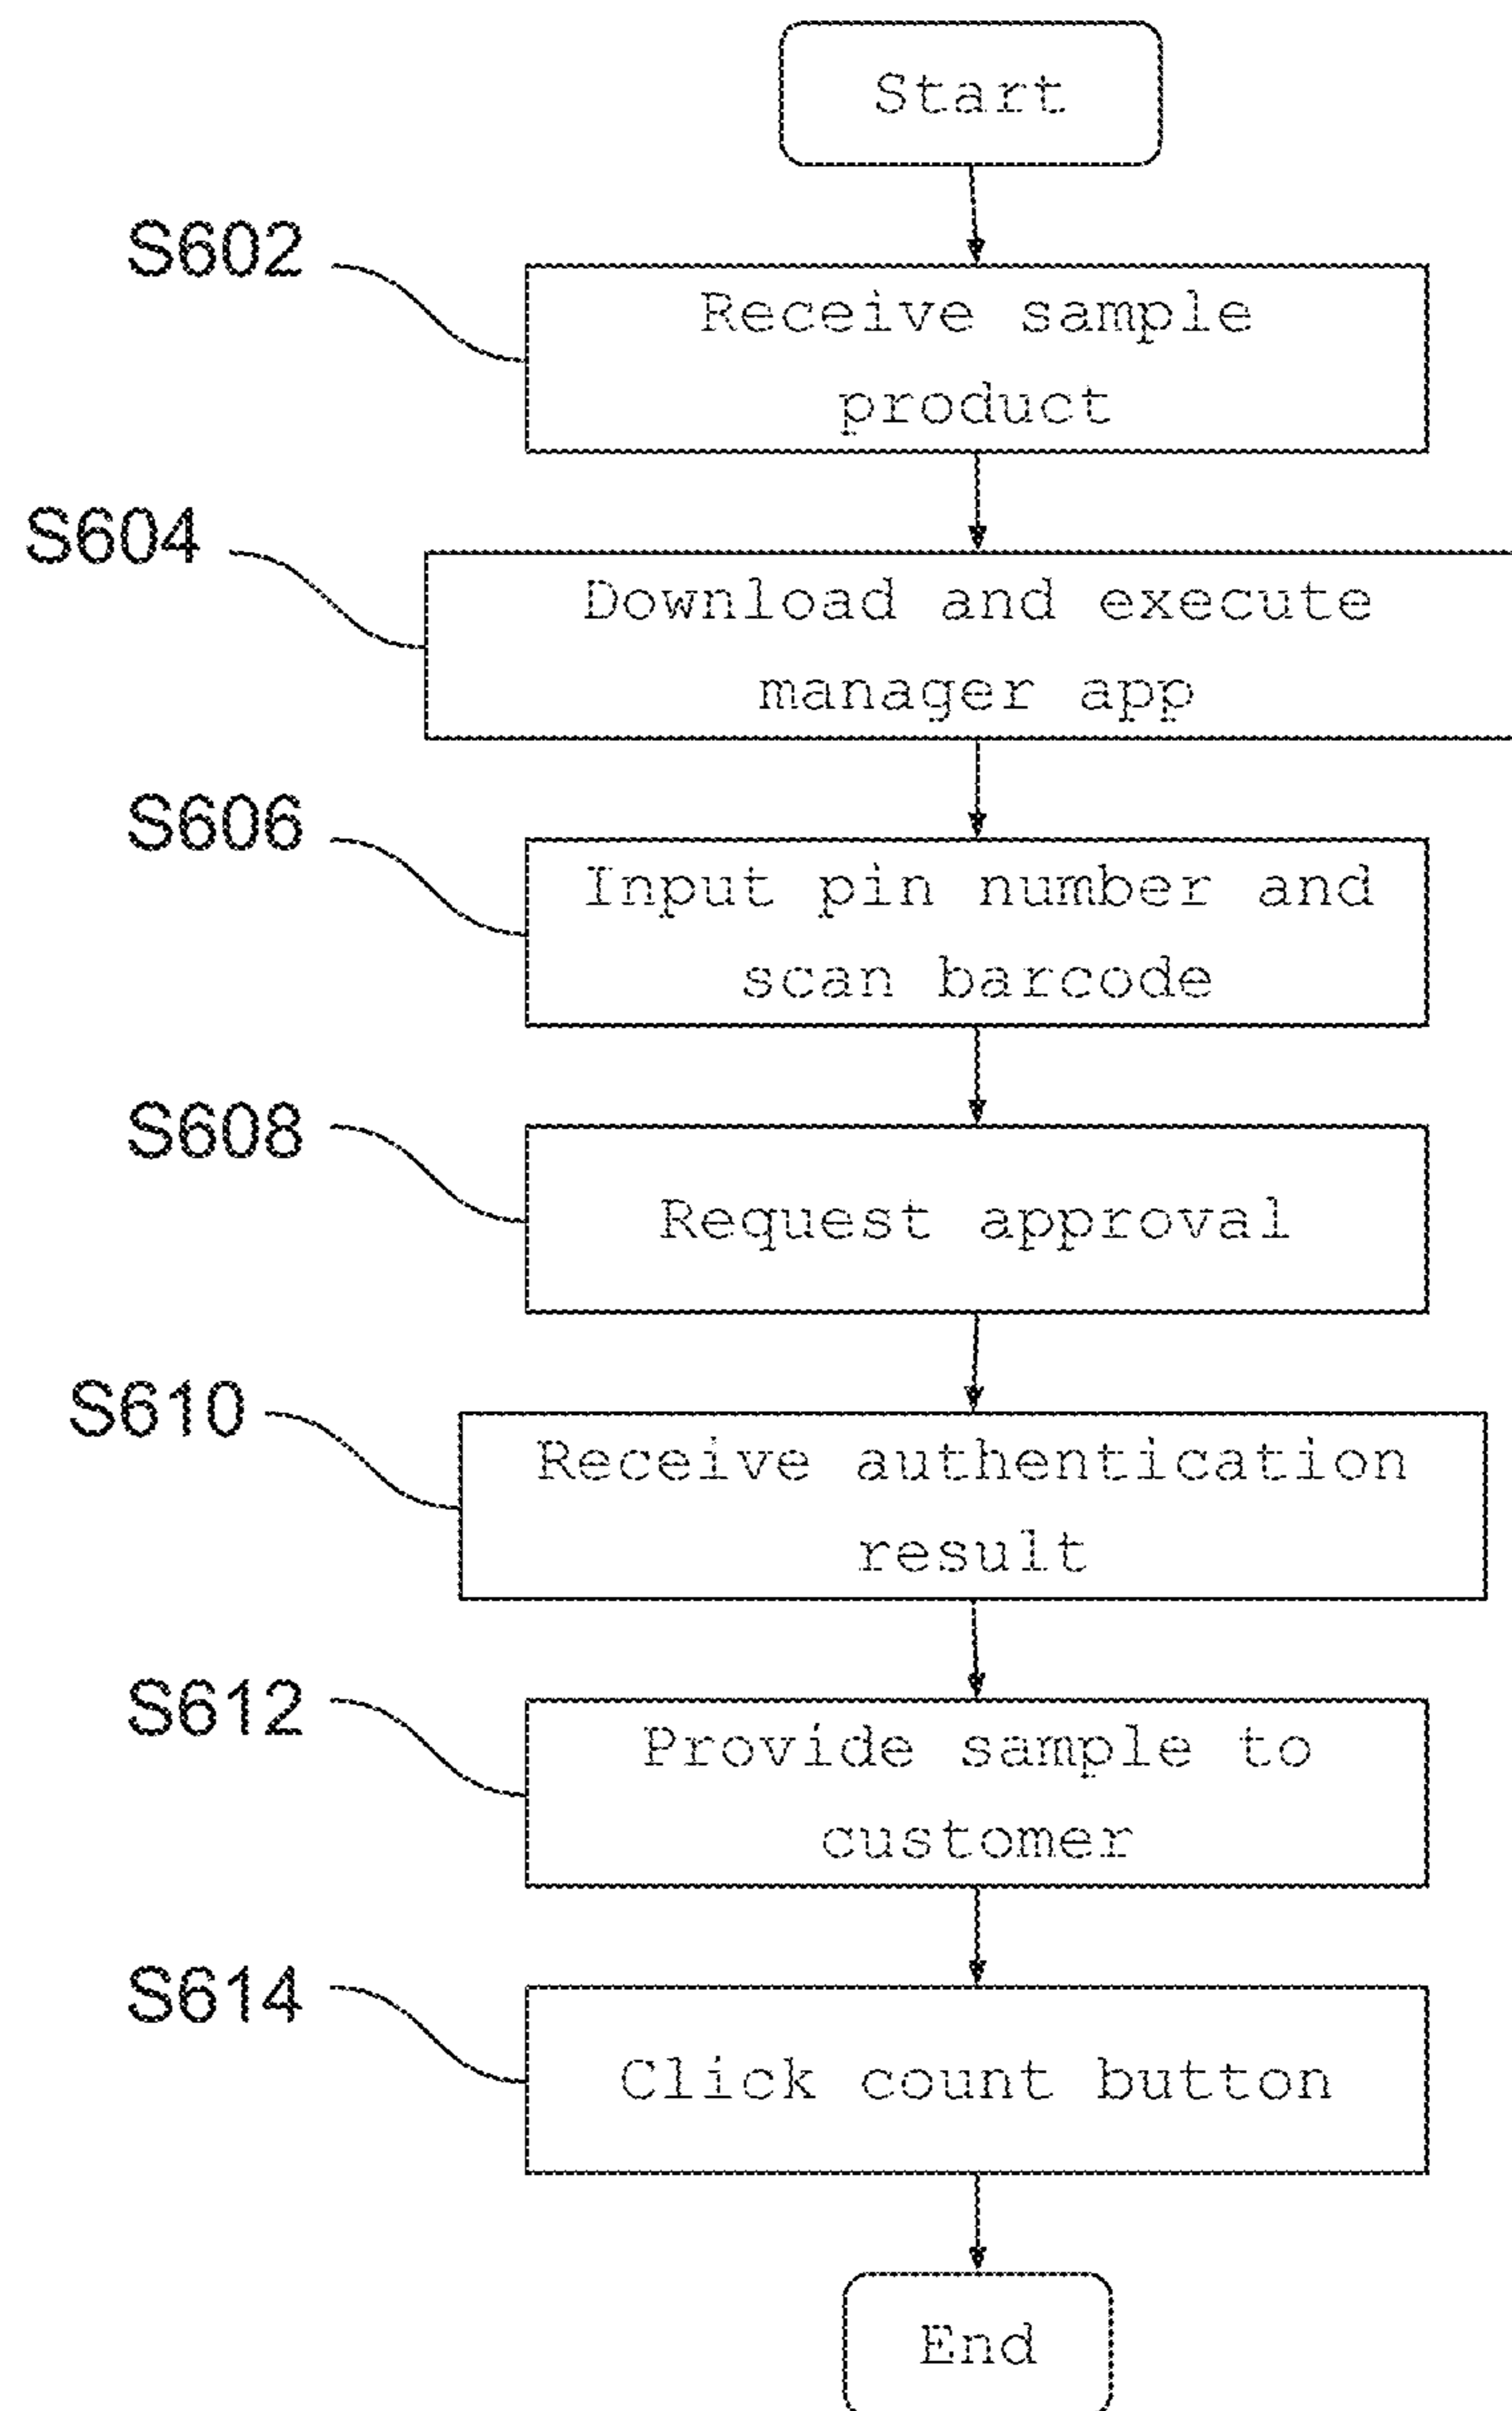 Start
S602
Receive sample
product
S604
Download and execute
manager app
S606
Input pin number and
scan barcode
S608
Request approval
S610
Receive authentication
result
S612
Provide sample to
customer
S614
Click count button
End